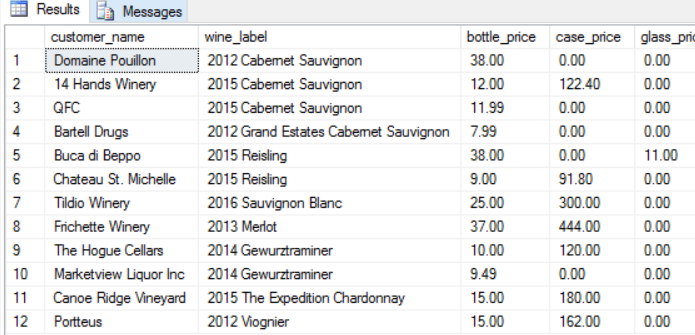 Results Messages
customer_name wine_label bottle_price case_price glass_pric
1 Domaine Pouillon 2012 Cabernet Sauvignon 38.00 0.00 0.00
2 14 Hands Winery 2015 Cabernet Sauvignon 12.00 122.40 0.00
3 QFC 2015 Cabernet Sauvignon 11.99 0.00 0.00
4 Bartell Drugs 2012 Grand Estates Cabernet Sauvignon 7.99 0.00 0.00
5 Buca di Beppo 2015 Reisling 38.00 0.00 11.00
6 Chateau St. Michelle 2015 Reisling 9.00 91.80 0.00
7 Tildio Winery 2016 Sauvignon Blanc 25.00 300.00 0.00
8 Frichette Winery 2013 Merlot 37.00 444.00 0.00
9 The Hogue Cellars 2014 Gewurztraminer 10.00 120.00 0.00
10 Marketview Liquor Inc 2014 Gewurztraminer 9.49 0.00 0.00
11 Canoe Ridge Vineyard 2015 The Expedition Chardonnay 15.00 180.00 0.00
12 Portteus 2012 Viognier 15.00 162.00 0.00